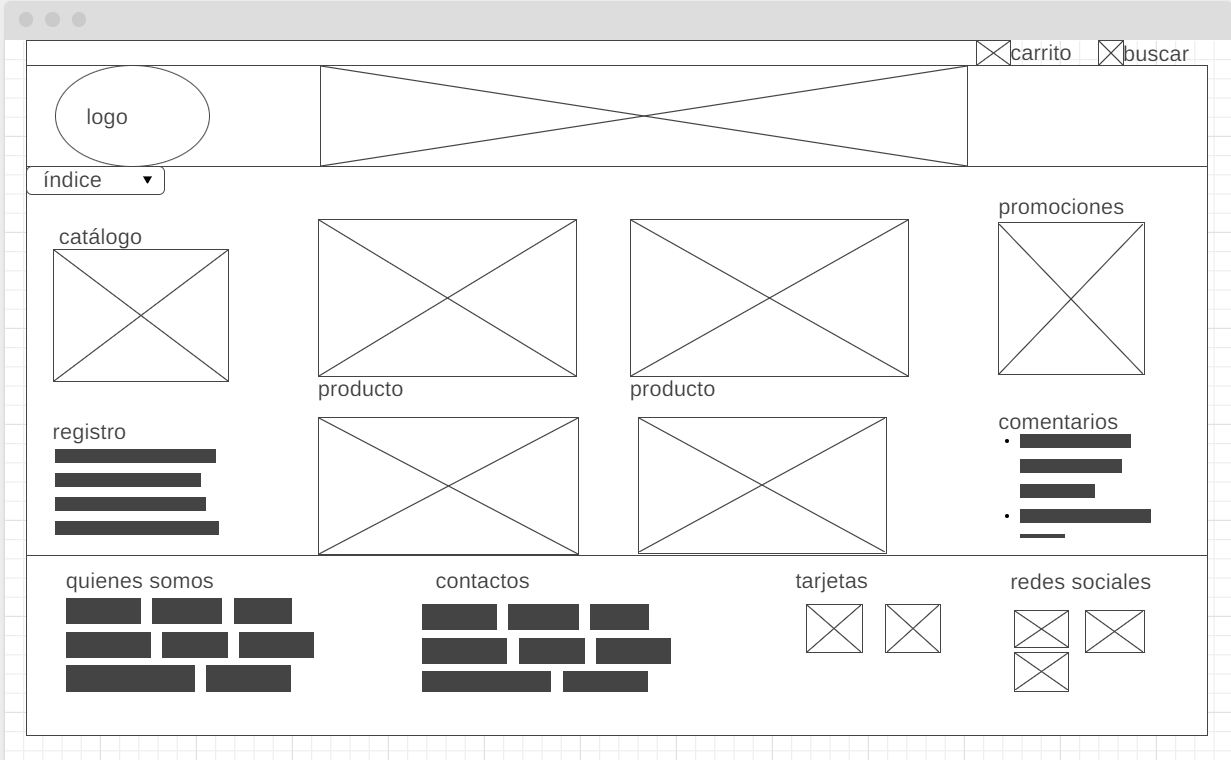 carrito
buscar
logo
índice
catálogo
promociones
producto
producto
registro
comentarios
quienes somos
contactos
tarjetas
redes sociales